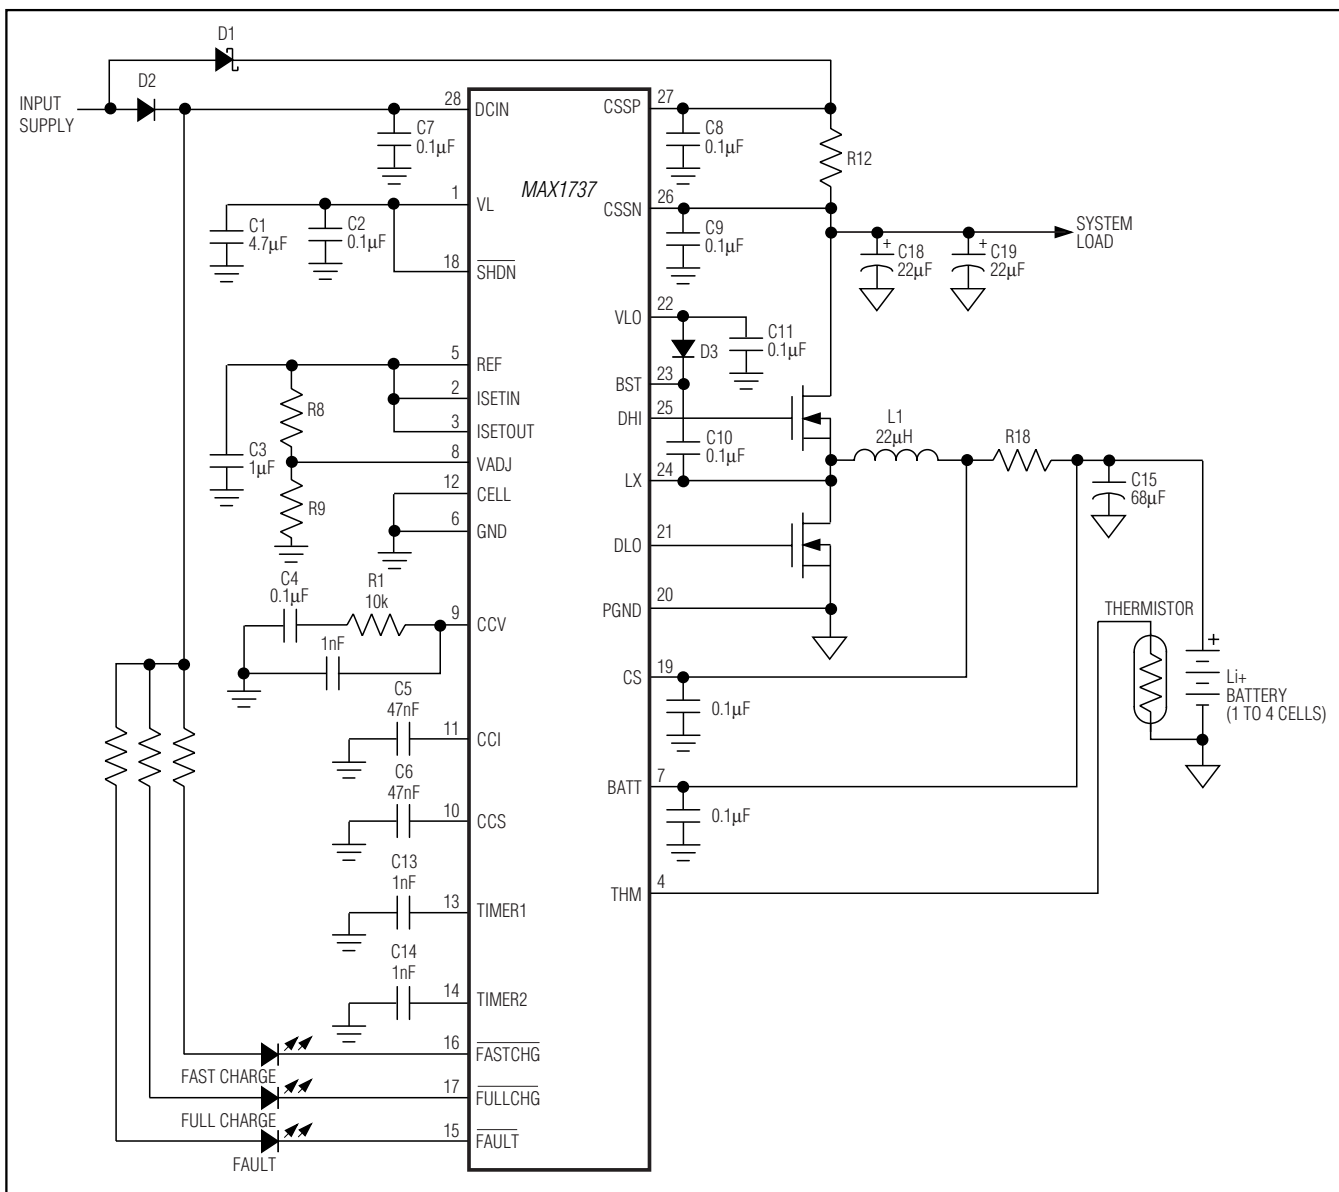 D1
D2
INPUT
SUPPLY
28
DCIN
C7
0.1µF
MAX1737
1
VL
C1
4.7µF
C2
0.1µF
18
SHDN
5
REF
2
ISETIN
R8
3
ISETOUT
C3
1µF
8
VADJ
12
CELL
R9
6
GND
C4
0.1µF
R1
10k
9
CCV
1nF
C5
47nF
11
CCI
C6
47nF
10
CCS
C13
1nF
13
TIMER1
C14
1nF
14
TIMER2
16
FASTCHG
FAST CHARGE
17
FULLCHG
FULL CHARGE
15
FAULT
FAULT
27
CSSP
C8
0.1µF
R12
26
CSSN
C9
0.1µF
SYSTEM
LOAD
+
C18
22µF
+
C19
22µF
22
VLO
C11
0.1µF
D3
23
BST
25
DHI
L1
22µH
R18
C10
0.1µF
24
LX
C15
68µF
21
DLO
20
PGND
THERMISTOR
19
CS
0.1µF
+
Li+
BATTERY
(1 TO 4 CELLS)
7
BATT
0.1µF
4
THM